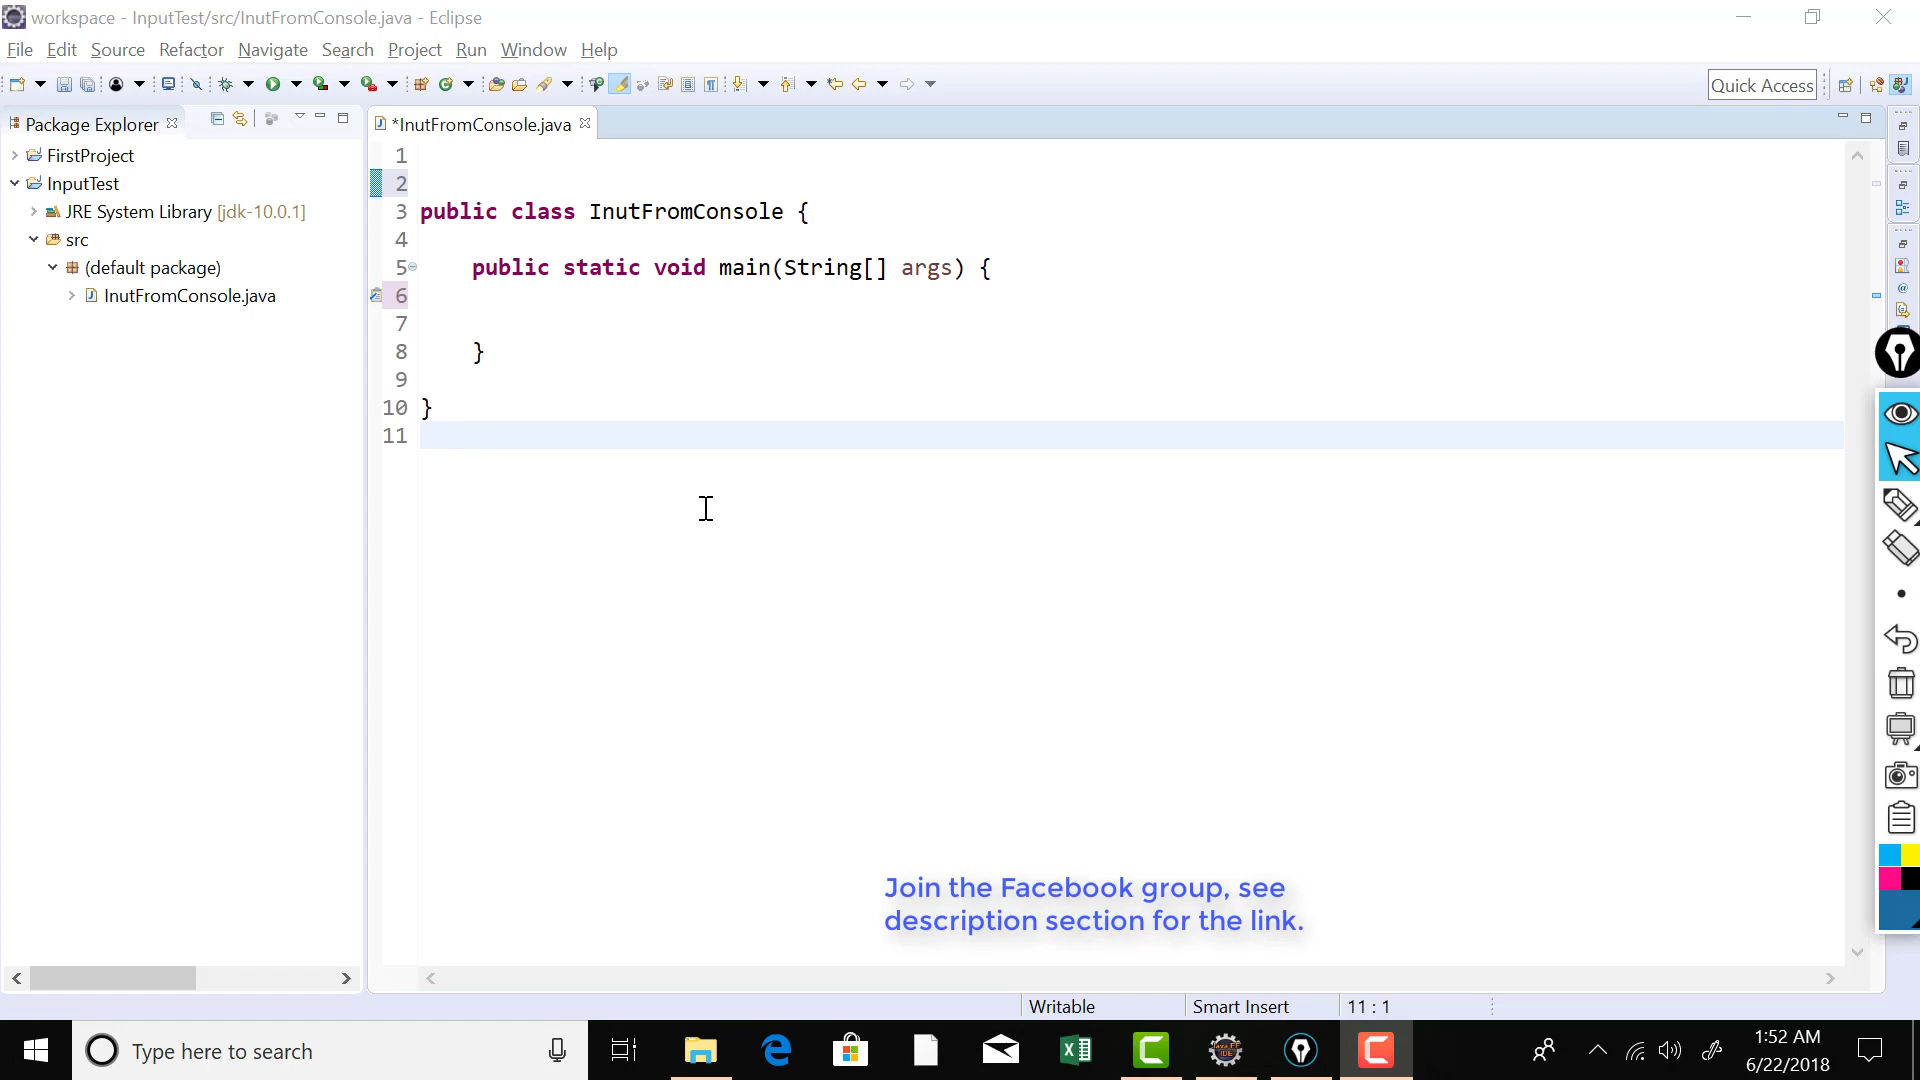 workspace - InputTest/src/InutFromConsole.java - Eclipse
File Edit Source Refactor Navigate Search Project Run Window Help
Quick Access
Package Explorer
*InutFromConsole.java
FirstProject
InputTest
JRE System Library [jdk-10.0.1]
src
(default package)
InutFromConsole.java
1
2
3 public class InutFromConsole {
4
5 public static void main(String[] args) {
6
7
8 }
9
10 }
11
Join the Facebook group, see
description section for the link.
Writable Smart Insert 11 : 1
Type here to search
Java EE
IDE
1:52 AM
6/22/2018